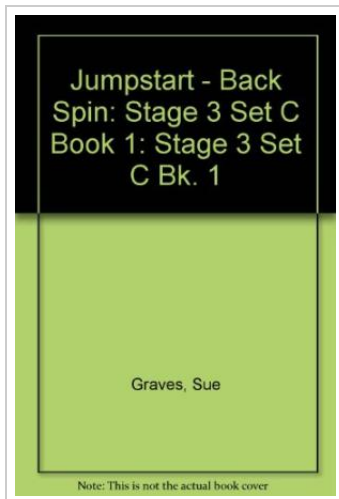 Jumpstart - Back
Spin: Stage 3 Set C
Book 1: Stage 3 Set
C Bk. 1
Graves, Sue
Note: This is not the actual book cover